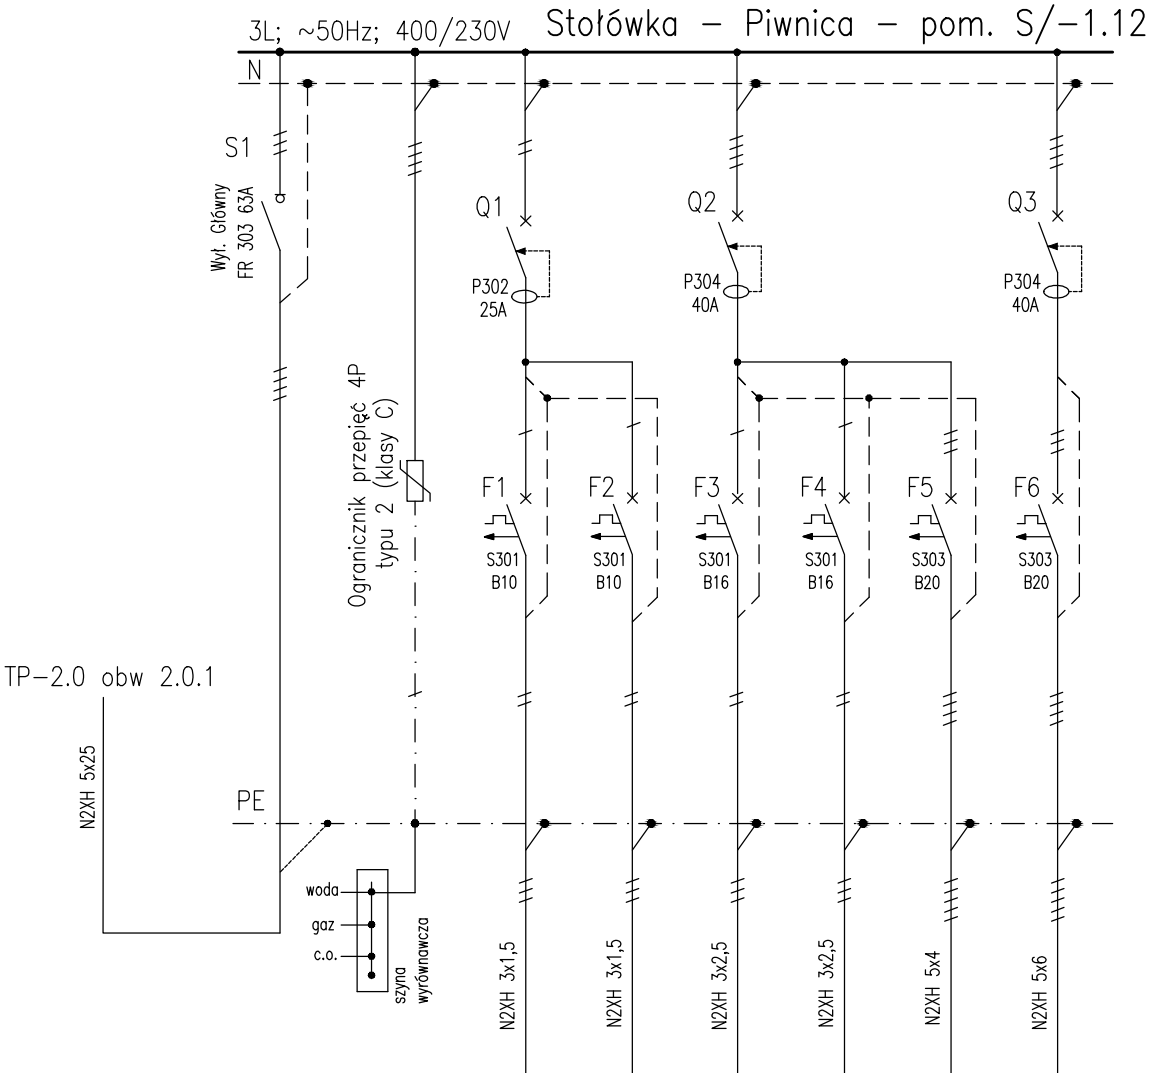 3L; ~50Hz; 400/230V
Stołówka – Piwnica – pom. S/–1.12
N
S1
Wył. Główny
FR 303 63A
Q1
P302
25A
Q2
P304
40A
Q3
P304
40A
Ogranicznik przepięć 4P
typu 2 (klasy C)
F1
S301
B10
F2
S301
B10
F3
S301
B16
F4
S301
B16
F5
S303
B20
F6
S303
B20
TP–2.0 obw 2.0.1
N2XH 5x25
PE
woda
gaz
c.o.
szyna
wyrównawcza
N2XH 3x1,5
N2XH 3x1,5
N2XH 3x2,5
N2XH 3x2,5
N2XH 5x4
N2XH 5x6